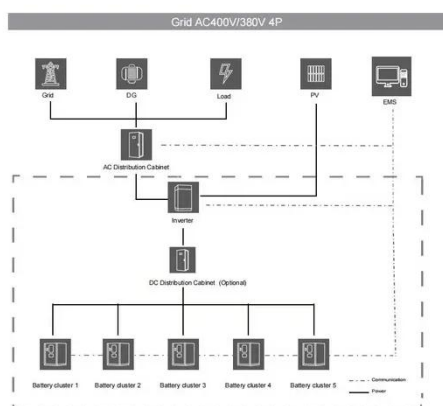 Grid AC400V/380V 4P
Grid
DG
Load
PV
EMS
AC Distribution Cabinet
Inverter
DC Distribution Cabinet (Optional)
Battery cluster 1
Battery cluster 2
Battery cluster 3
Battery cluster 4
Battery cluster 5
Communication
Power